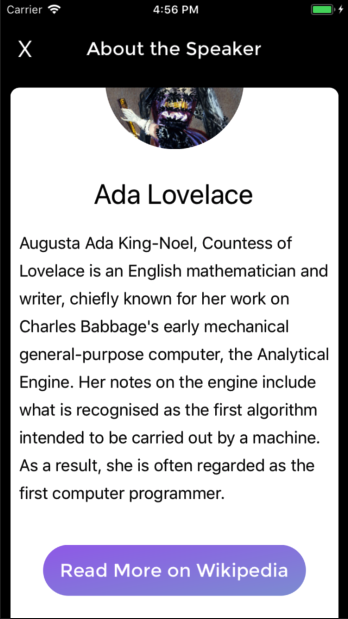 Carrier 4:56 PM
X About the Speaker
Ada Lovelace
Augusta Ada King-Noel, Countess of
Lovelace is an English mathematician and
writer, chiefly known for her work on
Charles Babbage's early mechanical
general-purpose computer, the Analytical
Engine. Her notes on the engine include
what is recognised as the first algorithm
intended to be carried out by a machine.
As a result, she is often regarded as the
first computer programmer.
Read More on Wikipedia